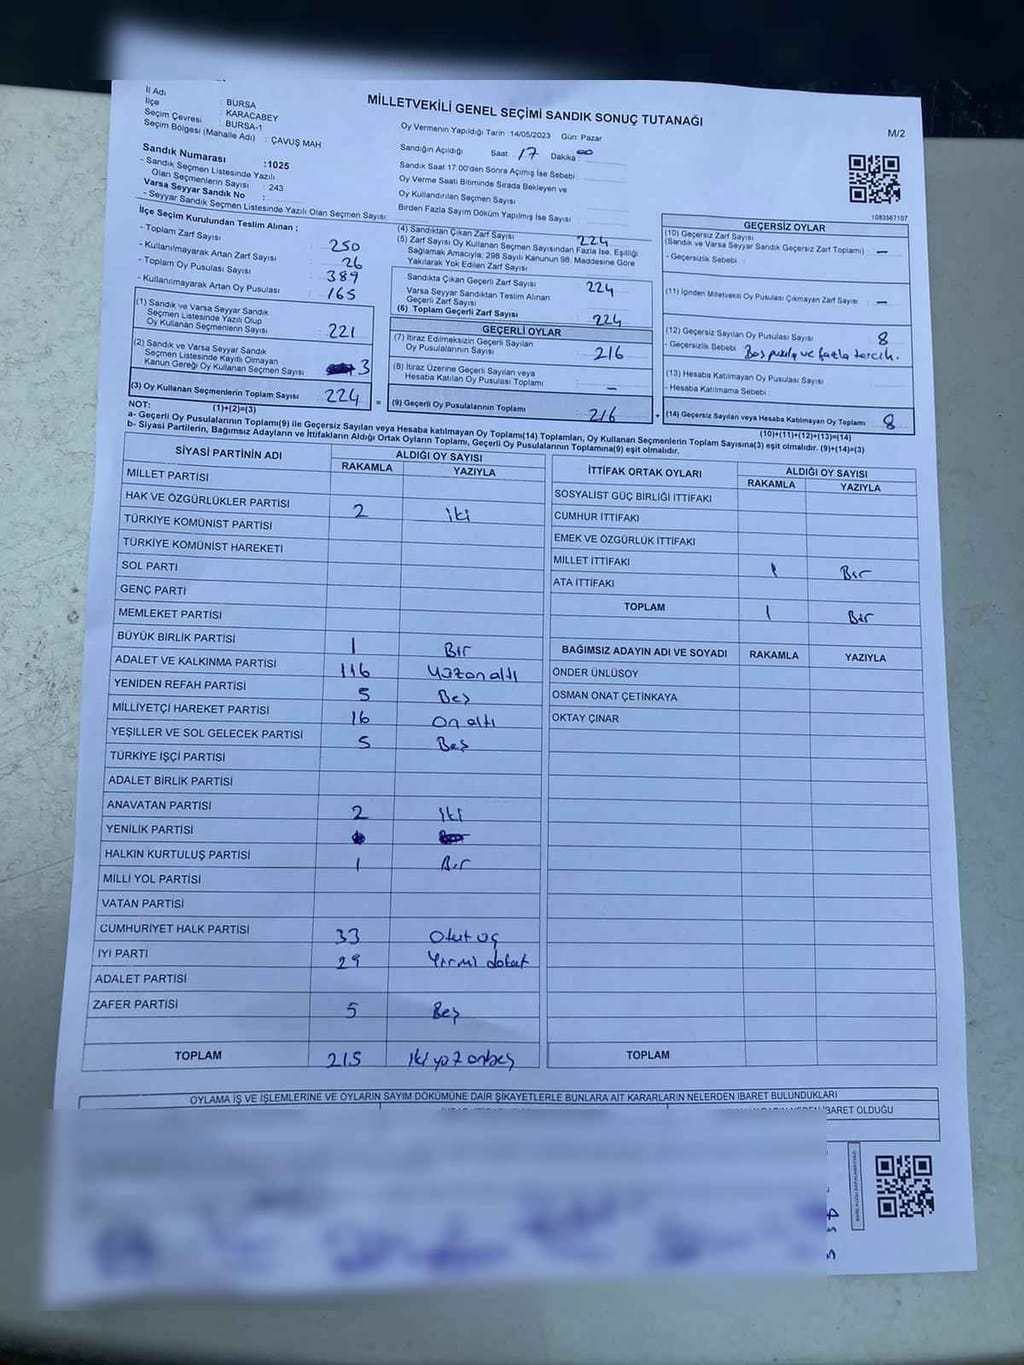 MİLLETVEKİLİ GENEL SEÇİMİ SANDIK SONUÇ TUTANAĞI
M/2
İl Adı : BURSA
İlçe : KARACABEY
Seçim Çevresi : BURSA-1
Seçim Bölgesi (Mahalle Adı) : ÇAVUŞ MAH
Sandık Numarası :1025
- Sandık Seçmen Listesinde Yazılı
Olan Seçmenlerin Sayısı : 243
Varsa Seyyar Sandık No :
- Seyyar Sandık Seçmen Listesinde Yazılı Olan Seçmen Sayısı:
Oy Vermenin Yapıldığı Tarih 14/05/2023 Gün: Pazar
Sandığın Açıldığı Saat : 17 Dakika : 00
Sandık Saat 17.00'den Sonra Açımış İse Sebebi
Oy Verme Saati Bitiminde Sırada Bekleyen ve
Oy Kullandırılan Seçmen Sayısı
Birden Fazla Sayım Döküm Yapılmış İse Sayısı
1083567107
İlçe Seçim Kurulundan Teslim Alınan ;
- Toplam Zarf Sayısı 250
- Kullanılmayarak Artan Zarf Sayısı 26
- Toplam Oy Pusulası Sayısı 389
- Kullanılmayarak Artan Oy Pusulası 165
(1) Sandık ve Varsa Seyyar Sandık
Seçmen Listesinde Yazılı Olup
Oy Kullanan Seçmenlerin Sayısı 221
(2) Sandık ve Varsa Seyyar Sandık
Seçmen Listesinde Kayıtlı Olmayan
Kanun Gereği Oy Kullanan Seçmen Sayısı 3
(3) Oy Kullanan Seçmenlerin Toplam Sayısı 224
(1)+(2)=(3)
(4) Sandıktan Çıkan Zarf Sayısı 224
(5) Zarf Sayısı Oy Kullanan Seçmen Sayısından Fazla İse, Eşitliği
Sağlamak Amacıyla; 298 Sayılı Kanunun 98. Maddesine Göre
Yakılarak Yok Edilen Zarf Sayısı
Sandıkta Çıkan Geçerli Zarf Sayısı 224
Varsa Seyyar Sandıktan Teslim Alınan
Geçerli Zarf Sayısı
(6) Toplam Geçerli Zarf Sayısı 224
GEÇERLİ OYLAR
(7) İtiraz Edilmeksizin Geçerli Sayılan
Oy Pusulalarının Sayısı 216
(8) İtiraz Üzerine Geçerli Sayılan veya
Hesaba Katılan Oy Pusulası Toplamı –
= (9) Geçerli Oy Pusulalarının Toplamı 216
GEÇERSİZ OYLAR
(10) Geçersiz Zarf Sayısı
(Sandık ve Varsa Seyyar Sandık Geçersiz Zarf Toplamı) –
- Geçersizlik Sebebi
(11) İçinden Milletvekili Oy Pusulası Çıkmayan Zarf Sayısı –
(12) Geçersiz Sayılan Oy Pusulası Sayısı 8
- Geçersizlik Sebebi Boş pusula ve fazla tercih.
(13) Hesaba Katılmayan Oy Pusulası Sayısı
- Hesaba Katılmama Sebebi
+ (14) Geçersiz Sayılan veya Hesaba Katılmayan Oy Toplamı 8
(10)+(11)+(12)+(13)=(14)
NOT:
a- Geçerli Oy Pusulalarının Toplamı(9) ile Geçersiz Sayılan veya Hesaba katılmayan Oy Toplamı(14) Toplamları, Oy Kullanan Seçmenlerin Toplam Sayısına(3) eşit olmalıdır. (9)+(14)=(3)
b- Siyasi Partilerin, Bağımsız Adayların ve İttifakların Aldığı Ortak Oyların Toplamı, Geçerli Oy Pusulalarının Toplamına(9) eşit olmalıdır.
SİYASİ PARTİNİN ADI ALDIĞI OY SAYISI
RAKAMLA YAZIYLA
MİLLET PARTİSİ
HAK VE ÖZGÜRLÜKLER PARTİSİ 2 iki
TÜRKİYE KOMÜNİST PARTİSİ
TÜRKİYE KOMÜNİST HAREKETİ
SOL PARTİ
GENÇ PARTİ
MEMLEKET PARTİSİ
BÜYÜK BİRLİK PARTİSİ 1 Bir
ADALET VE KALKINMA PARTİSİ 116 Yüzonaltı
YENİDEN REFAH PARTİSİ 5 Beş
MİLLİYETÇİ HAREKET PARTİSİ 16 On altı
YEŞİLLER VE SOL GELECEK PARTİSİ 5 Beş
TÜRKİYE İŞÇİ PARTİSİ
ADALET BİRLİK PARTİSİ
ANAVATAN PARTİSİ 2 iki
YENİLİK PARTİSİ
HALKIN KURTULUŞ PARTİSİ 1 Bir
MİLLİ YOL PARTİSİ
VATAN PARTİSİ
CUMHURİYET HALK PARTİSİ 33 Otut üç
İYİ PARTİ 29 Yirmi dokut
ADALET PARTİSİ
ZAFER PARTİSİ 5 Beş
TOPLAM 215 iki yüz onbeş
İTTİFAK ORTAK OYLARI ALDIĞI OY SAYISI
RAKAMLA YAZIYLA
SOSYALİST GÜÇ BİRLİĞİ İTTİFAKI
CUMHUR İTTİFAKI
EMEK VE ÖZGÜRLÜK İTTİFAKI
MİLLET İTTİFAKI 1 Bir
ATA İTTİFAKI
TOPLAM 1 Bir
BAĞIMSIZ ADAYIN ADI VE SOYADI RAKAMLA YAZIYLA
ÖNDER ÜNLÜSOY
OSMAN ONAT ÇETİNKAYA
OKTAY ÇINAR
TOPLAM
OYLAMA İŞ VE İŞLEMLERİNE VE OYLARIN SAYIM DÖKÜMÜNE DAİR ŞİKAYETLERLE BUNLARA AİT KARARLARIN NELERDEN İBARET BULUNDUKLARI
İBARET OLDUĞU